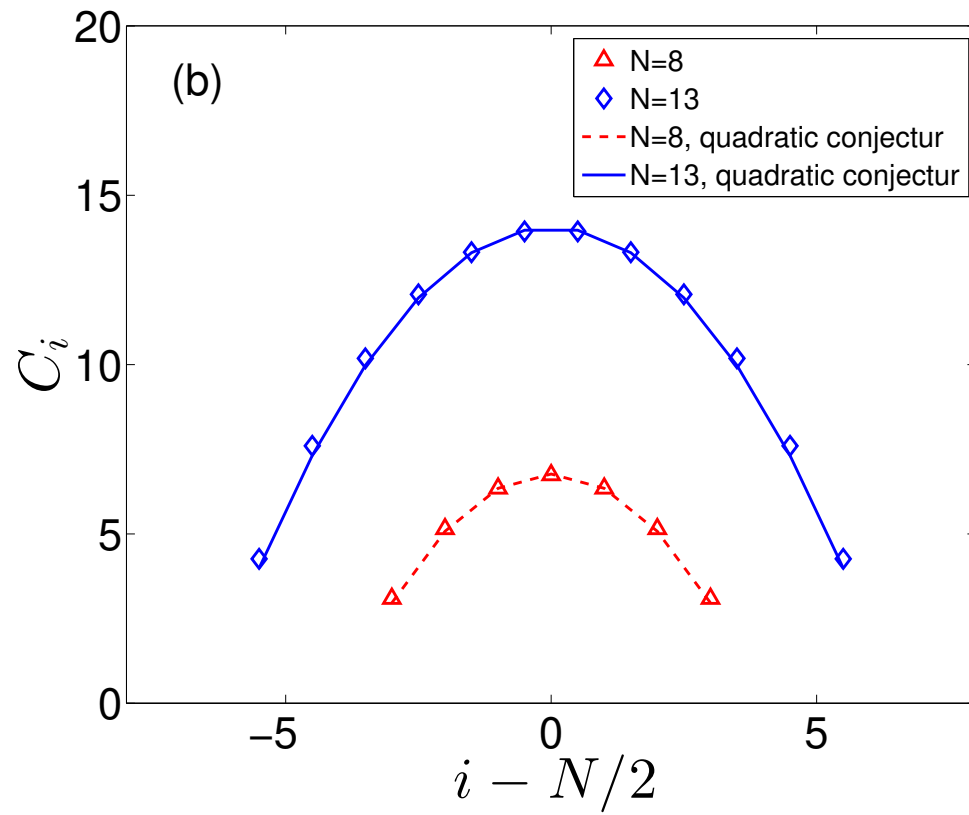 (b)
N=8
N=13
N=8, quadratic conjectur
N=13, quadratic conjectur
20
15
10
5
0
C_i
−5 0 5
i − N/2